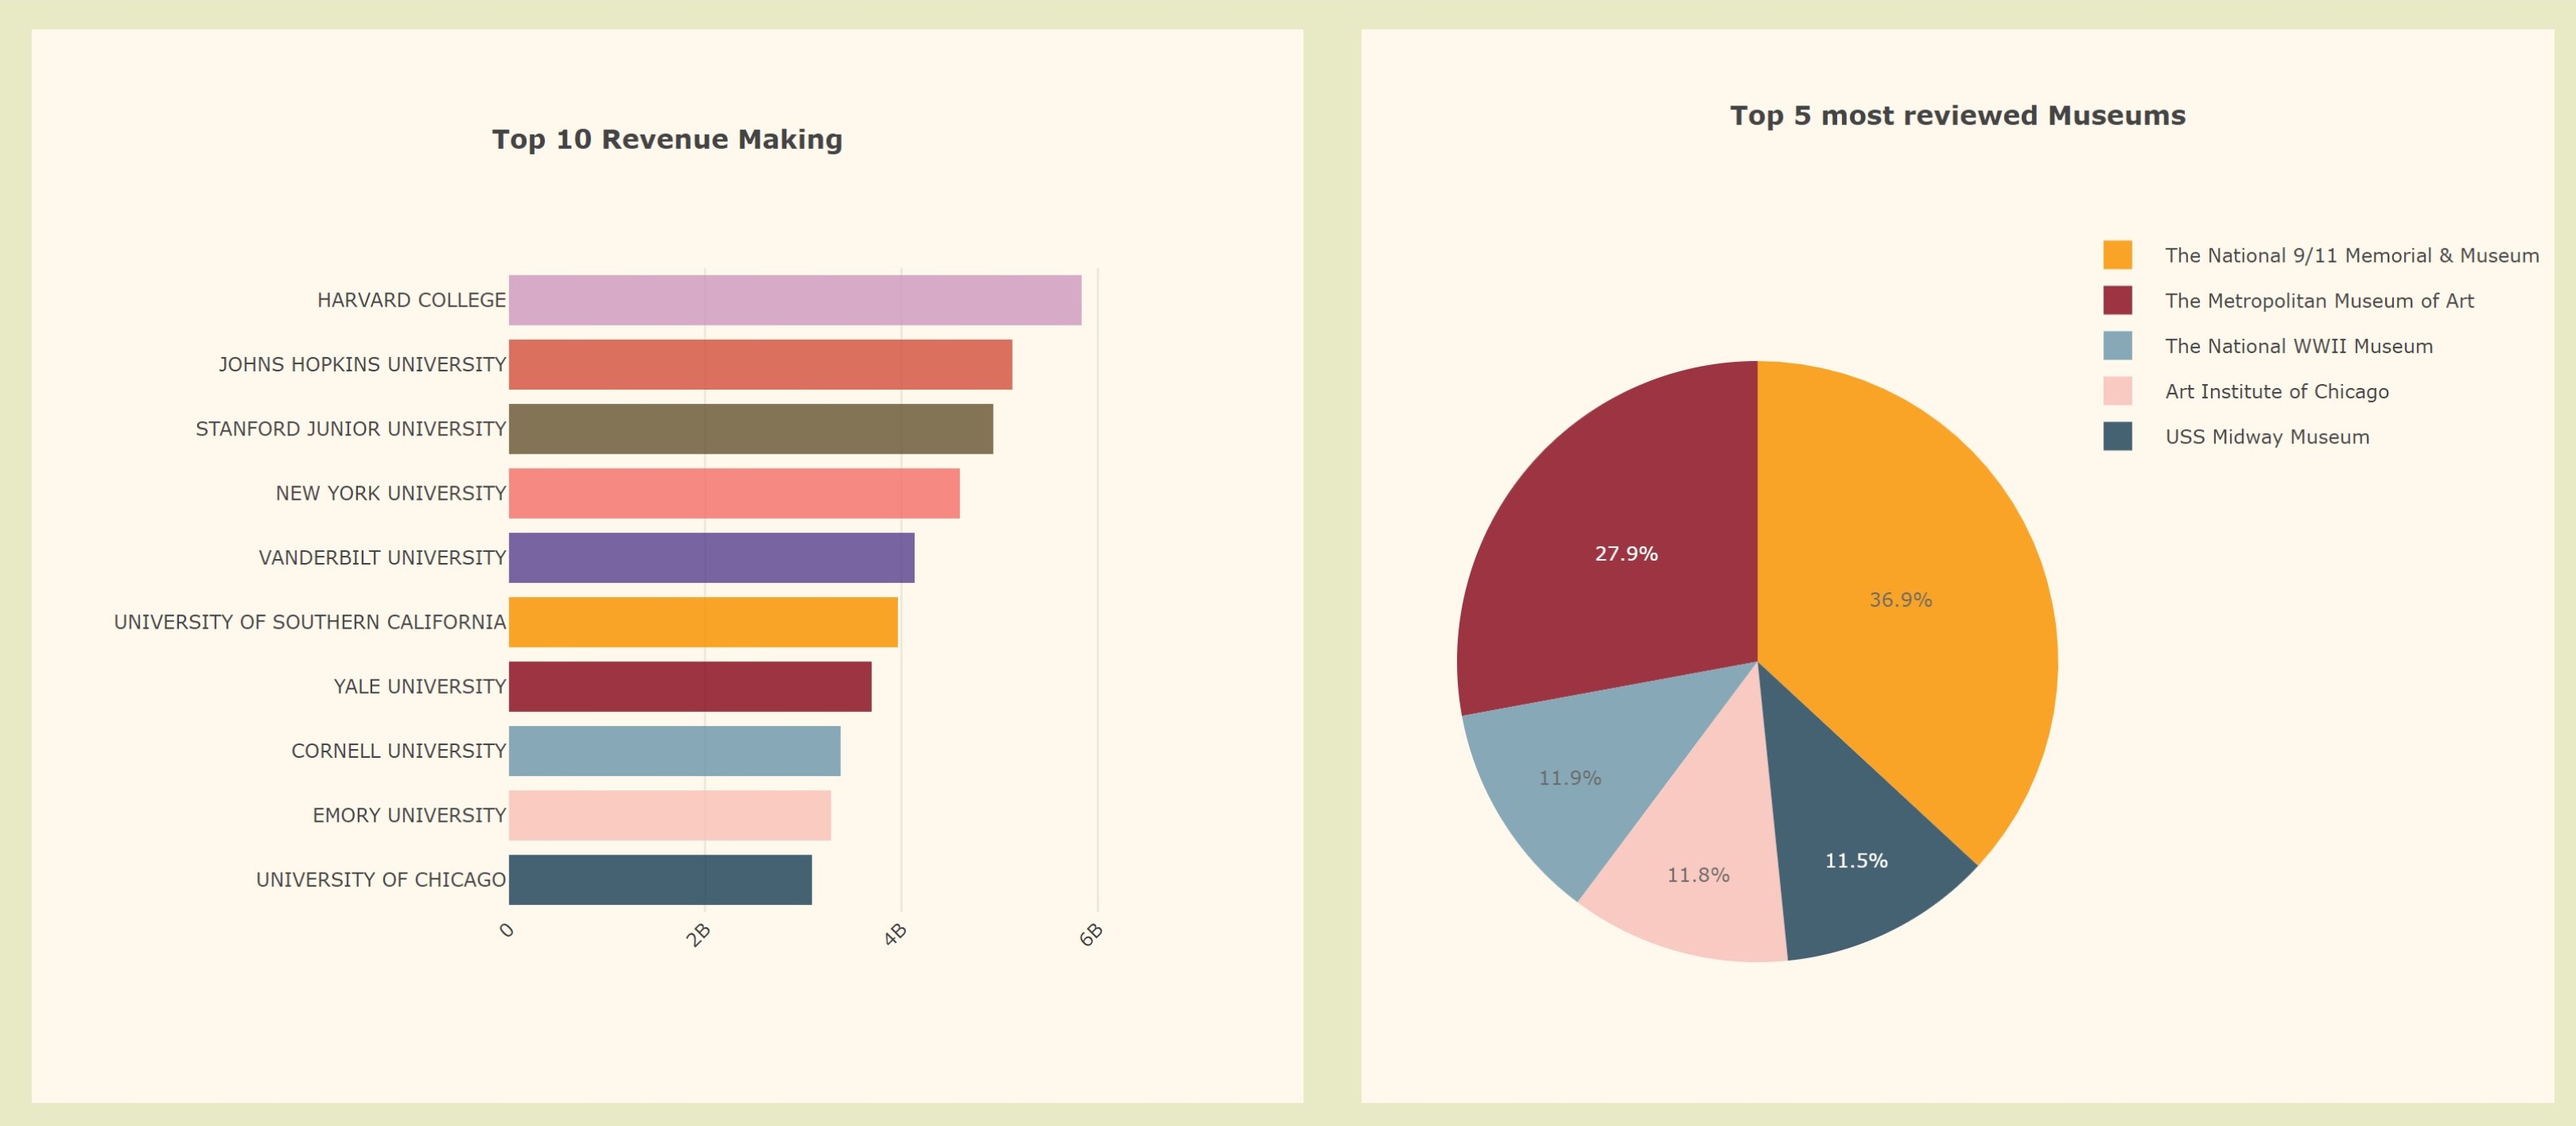 Top 10 Revenue Making
HARVARD COLLEGE
JOHNS HOPKINS UNIVERSITY
STANFORD JUNIOR UNIVERSITY
NEW YORK UNIVERSITY
VANDERBILT UNIVERSITY
UNIVERSITY OF SOUTHERN CALIFORNIA
YALE UNIVERSITY
CORNELL UNIVERSITY
EMORY UNIVERSITY
UNIVERSITY OF CHICAGO
0 2B 4B 6B
Top 5 most reviewed Museums
The National 9/11 Memorial & Museum
The Metropolitan Museum of Art
The National WWII Museum
Art Institute of Chicago
USS Midway Museum
27.9%
36.9%
11.9%
11.8%
11.5%